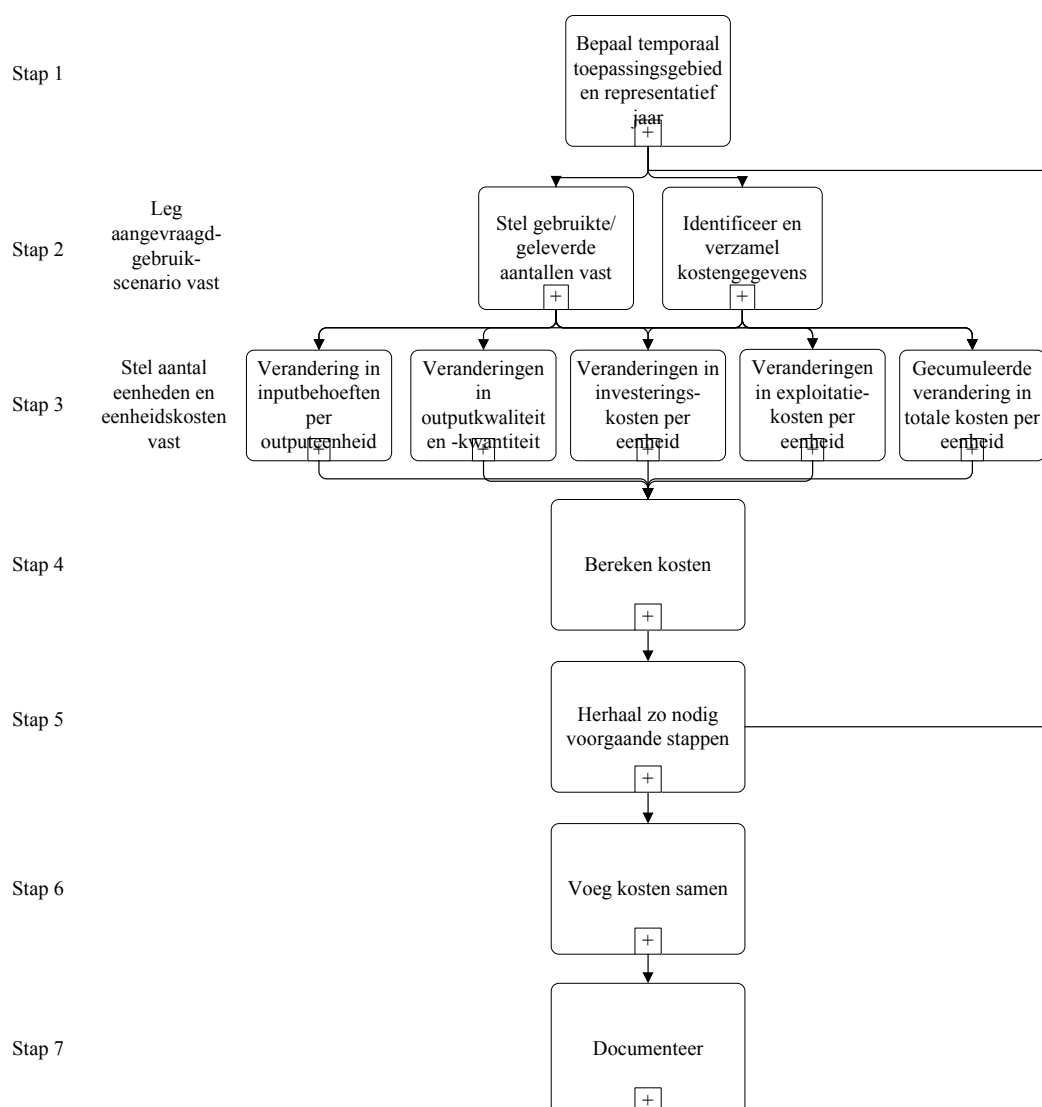 Stap 1
Bepaal temporaal
toepassingsgebied
en representatief
jaar
+
Stap 2
Leg
aangevraagd-
gebruik-
scenario vast
Stel gebruikte/
geleverde
aantallen vast
+
Identificeer en
verzamel
kostengegevens
+
Stap 3
Stel aantal
eenheden en
eenheidskosten
vast
Verandering in
inputbehoeften
per
outputeenheid
+
Veranderingen
in
outputkwaliteit
en -kwantiteit
+
Veranderingen in
investerings-
kosten per
eenheid
+
Veranderingen
in exploitatie-
kosten per
eenheid
+
Gecumuleerde
verandering in
totale kosten per
eenheid
+
Stap 4
Bereken kosten
+
Stap 5
Herhaal zo nodig
voorgaande stappen
+
Stap 6
Voeg kosten samen
+
Stap 7
Documenteer
+